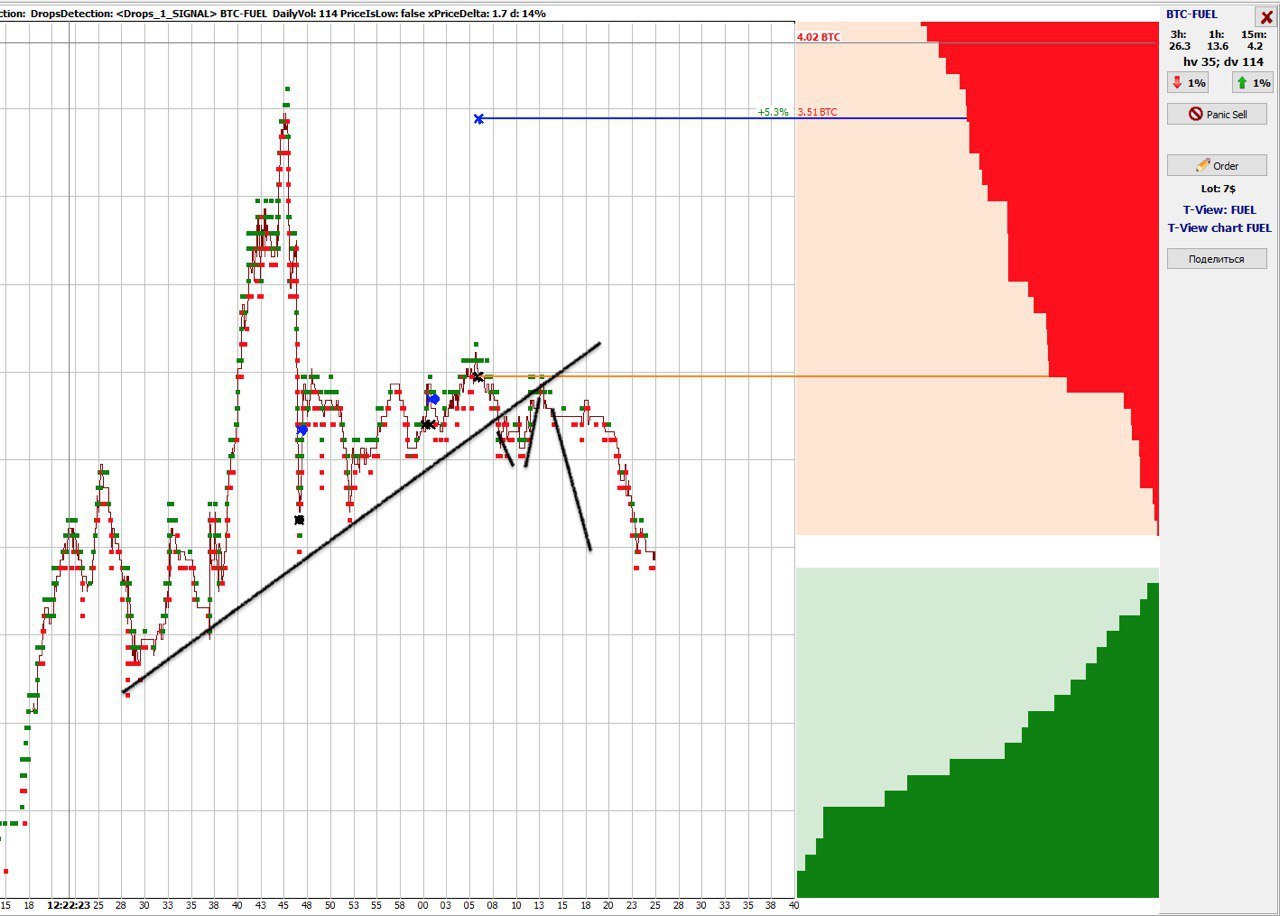 ction: DropsDetection: <Drops_1_SIGNAL> BTC-FUEL DailyVol: 114 PriceIsLow: false xPriceDelta: 1.7 d: 14%
BTC-FUEL
3h: 1h: 15m:
26.3 13.6 4.2
hv 35; dv 114
1% 1%
Panic Sell
Order
Lot: 7$
T-View: FUEL
T-View chart FUEL
Поделиться
4.02 BTC
+5.3% 3.51 BTC
15 18 12:22:23 25 28 30 33 35 38 40 43 45 48 50 53 55 58 00 03 05 08 10 13 15 18 20 23 25 28 30 33 35 38 40